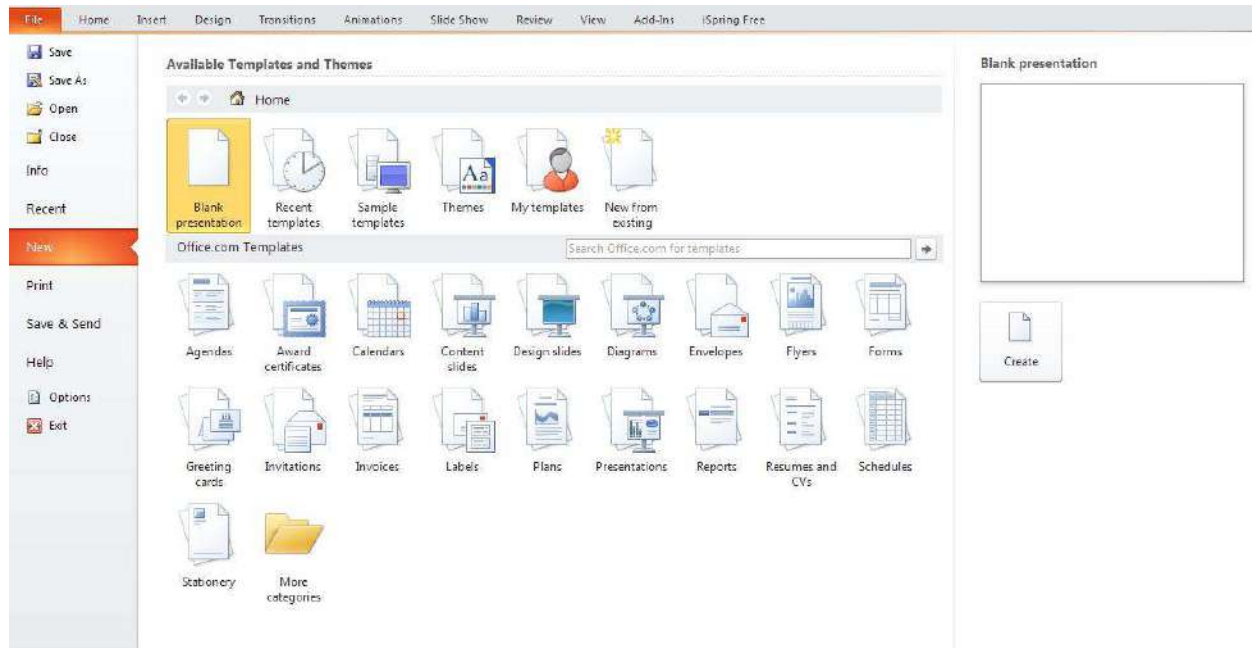 File Home Insert Design Transitions Animations Slide Show Review View Add-Ins iSpring Free
Save
Save As
Open
Close
Info
Recent
New
Print
Save & Send
Help
Options
Exit
Available Templates and Themes
Home
Blank presentation
Recent templates
Sample templates
Themes
My templates
New from existing
Office.com Templates
Search Office.com for templates
Agendas
Award certificates
Calendars
Content slides
Design slides
Diagrams
Envelopes
Flyers
Forms
Greeting cards
Invitations
Invoices
Labels
Plans
Presentations
Reports
Resumes and CVs
Schedules
Stationery
More categories
Blank presentation
Create